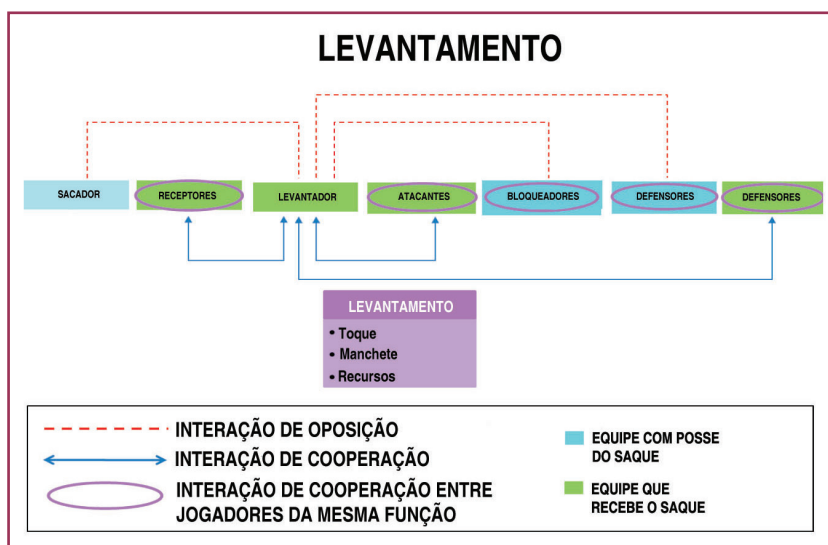 LEVANTAMENTO
SACADOR
RECEPTORES
LEVANTADOR
ATACANTES
BLOQUEADORES
DEFENSORES
DEFENSORES
LEVANTAMENTO
• Toque
• Manchete
• Recursos
INTERAÇÃO DE OPOSIÇÃO
INTERAÇÃO DE COOPERAÇÃO
INTERAÇÃO DE COOPERAÇÃO ENTRE
JOGADORES DA MESMA FUNÇÃO
EQUIPE COM POSSE
DO SAQUE
EQUIPE QUE
RECEBE O SAQUE